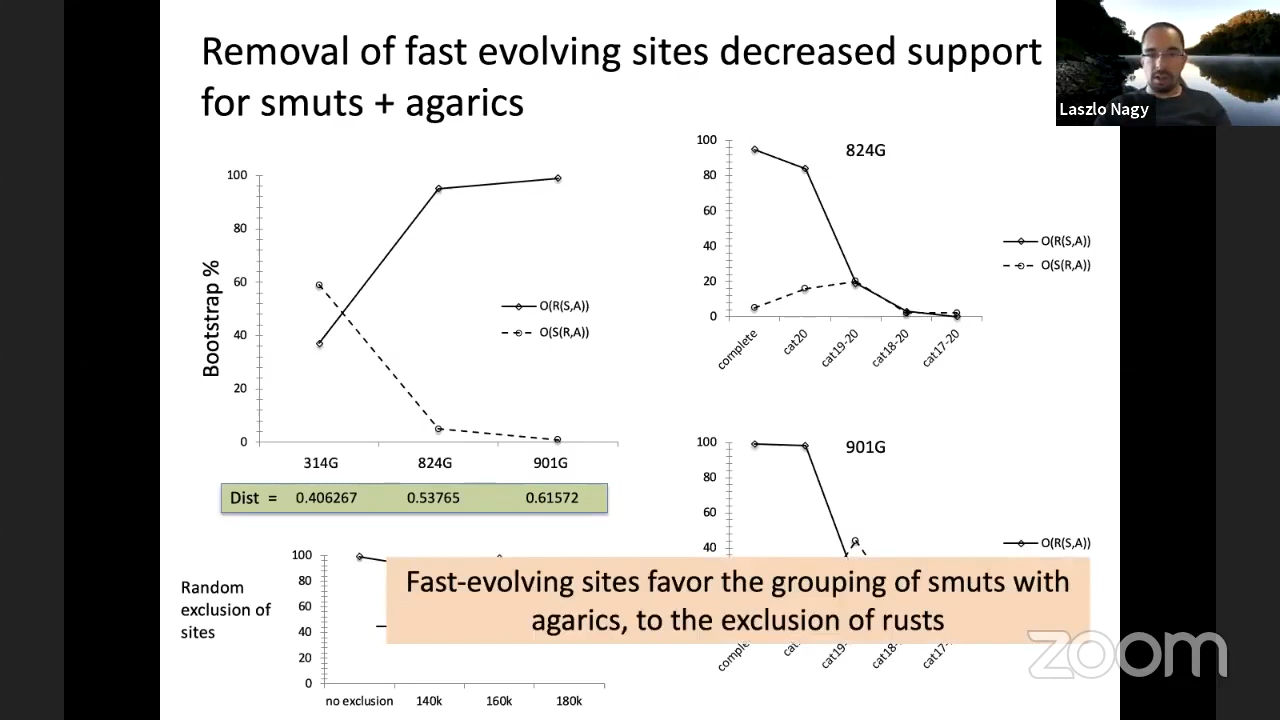 Removal of fast evolving sites decreased support
for smuts + agarics
Laszlo Nagy
Bootstrap %
100
80
60
40
20
0
314G
824G
901G
O(R(S,A))
O(S(R,A))
Dist = 0.406267 0.53765 0.61572
824G
100
80
60
40
20
0
complete
cat20
cat19-20
cat18-20
cat17-20
O(R(S,A))
O(S(R,A))
901G
100
80
60
40
O(R(S,A))
Random
exclusion of
sites
100
80
60
40
20
0
no exclusion
140k
160k
180k
Fast-evolving sites favor the grouping of smuts with
agarics, to the exclusion of rusts
zoom